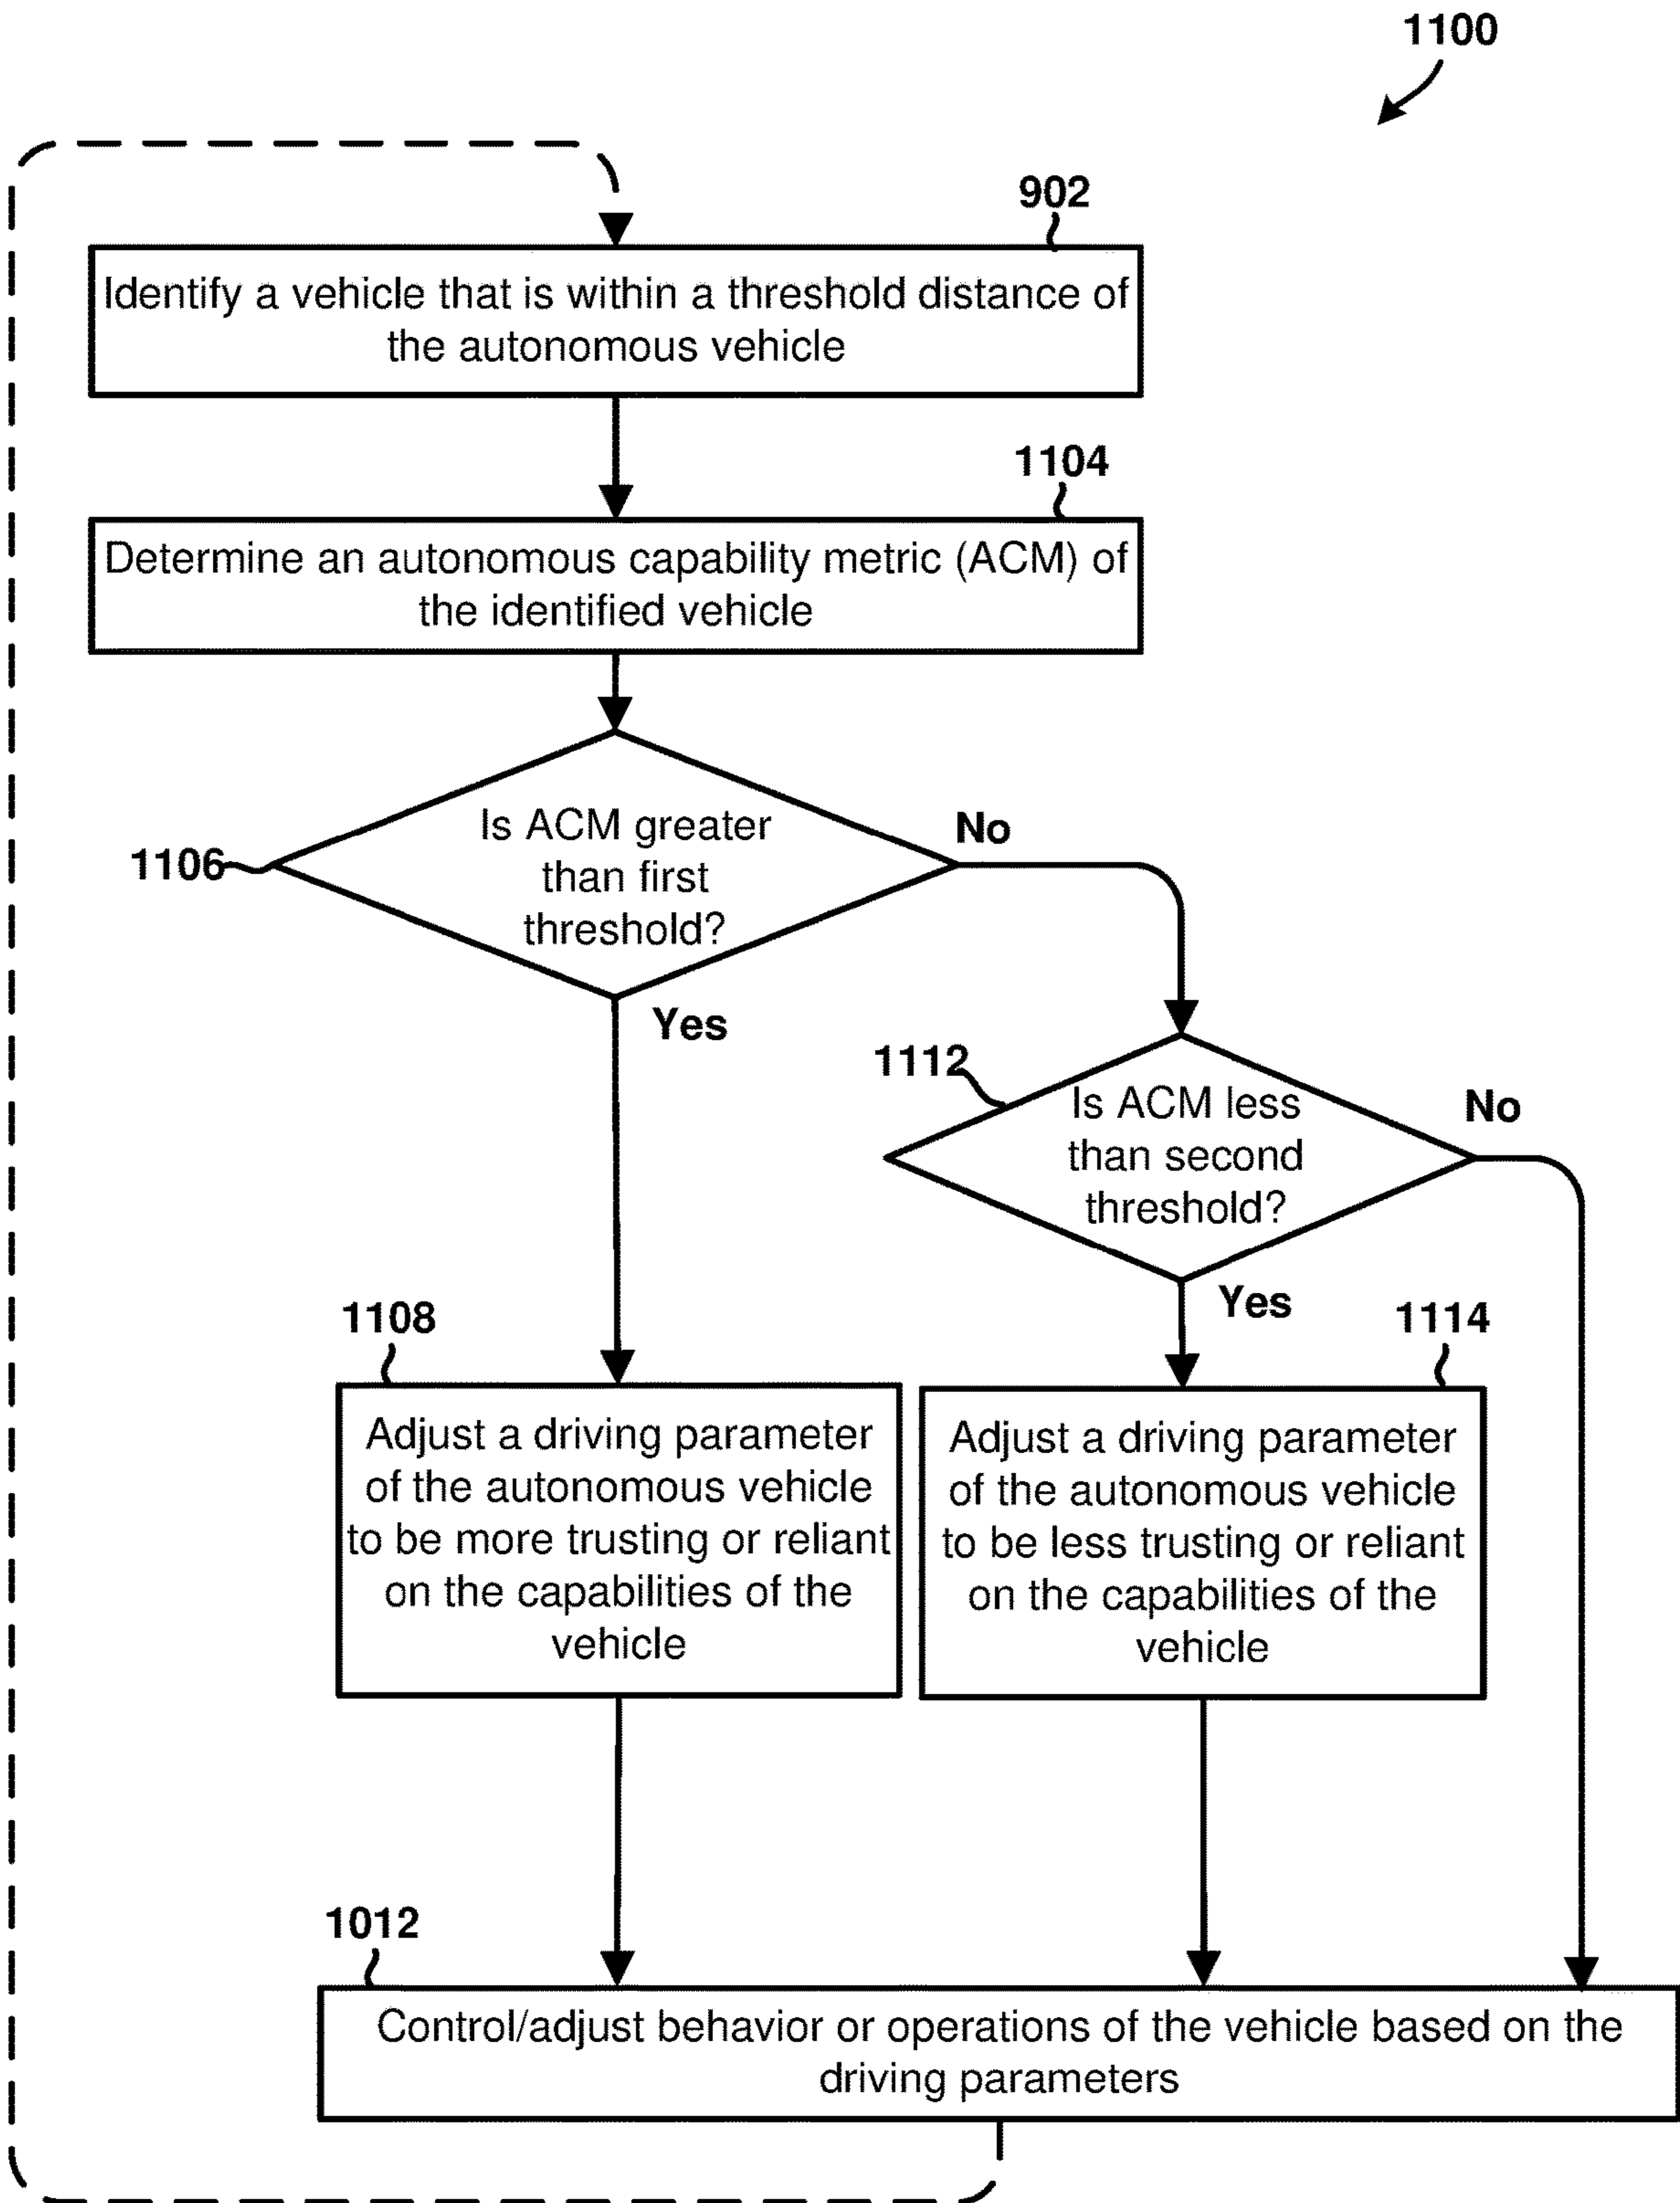 1100
902
Identify a vehicle that is within a threshold distance of
the autonomous vehicle
1104
Determine an autonomous capability metric (ACM) of
the identified vehicle
1106
Is ACM greater
than first
threshold?
No
Yes
1112
Is ACM less
than second
threshold?
No
Yes
1108
Adjust a driving parameter
of the autonomous vehicle
to be more trusting or reliant
on the capabilities of the
vehicle
1114
Adjust a driving parameter
of the autonomous vehicle
to be less trusting or reliant
on the capabilities of the
vehicle
1012
Control/adjust behavior or operations of the vehicle based on the
driving parameters